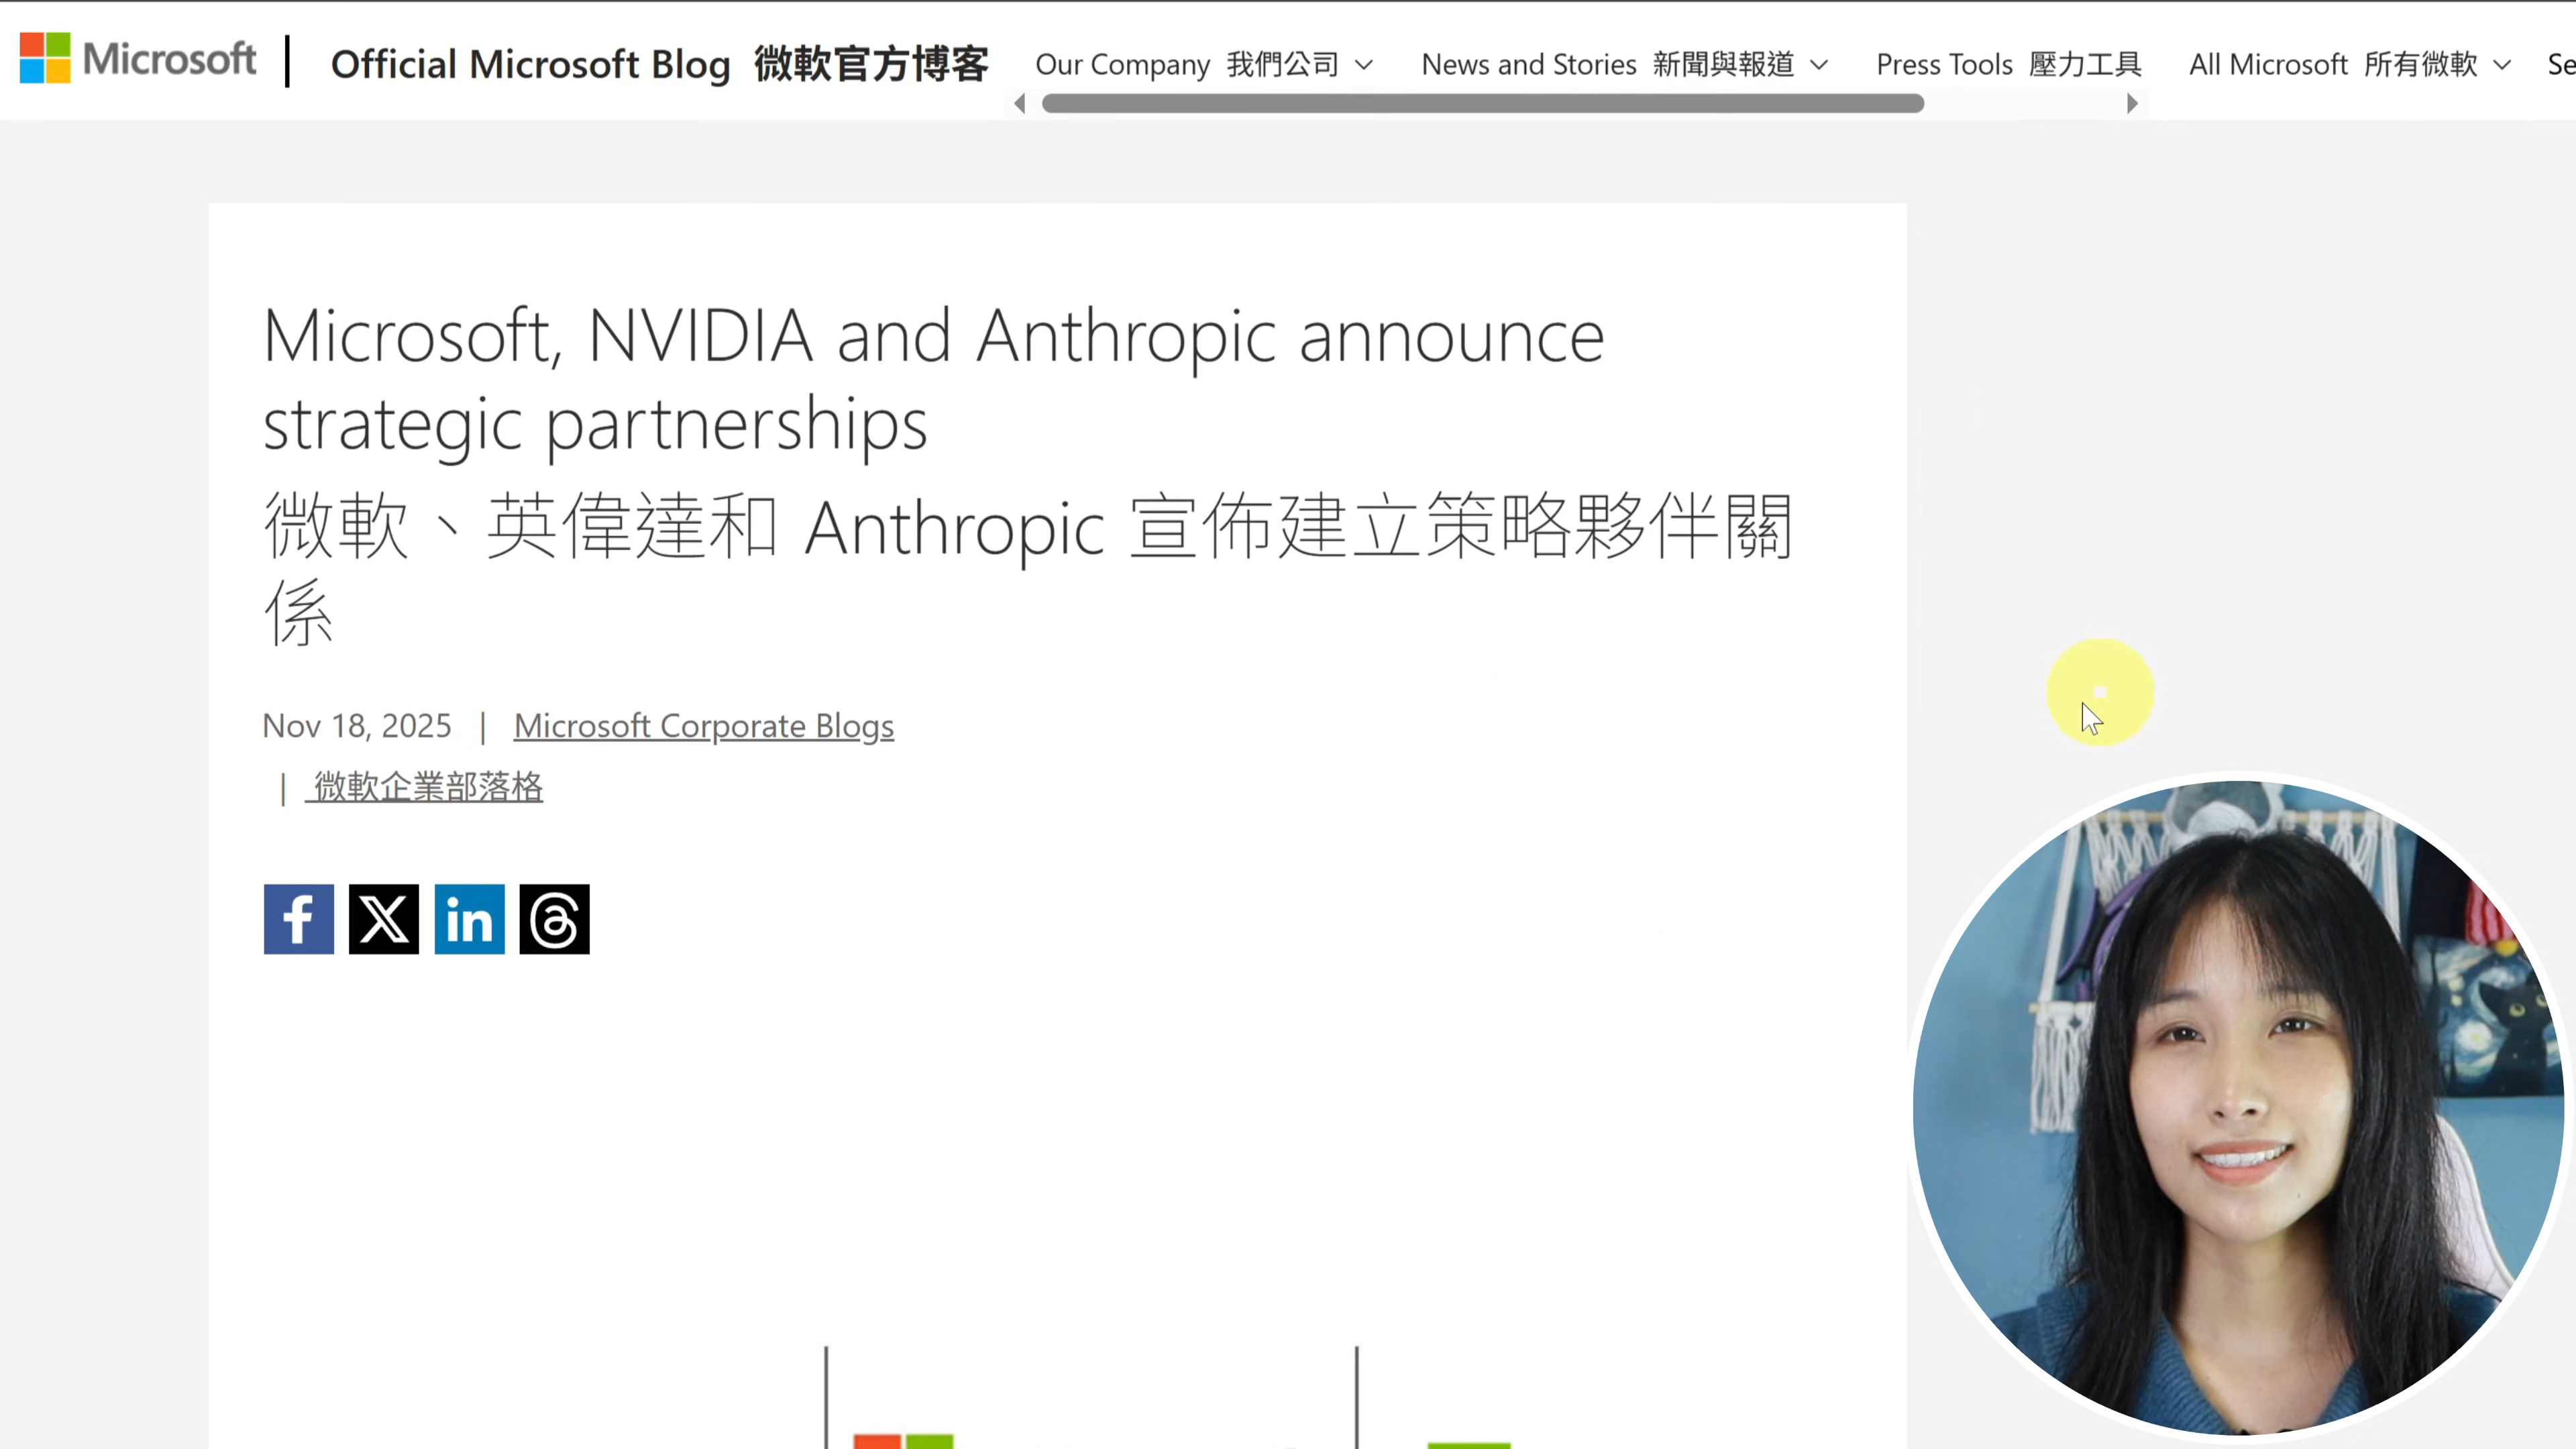 Microsoft | Official Microsoft Blog 微軟官方博客 Our Company 我們公司 News and Stories 新聞與報道 Press Tools 壓力工具 All Microsoft 所有微軟 Se
Microsoft, NVIDIA and Anthropic announce
strategic partnerships
微軟、英偉達和 Anthropic 宣佈建立策略夥伴關
係
Nov 18, 2025 | Microsoft Corporate Blogs
| 微軟企業部落格